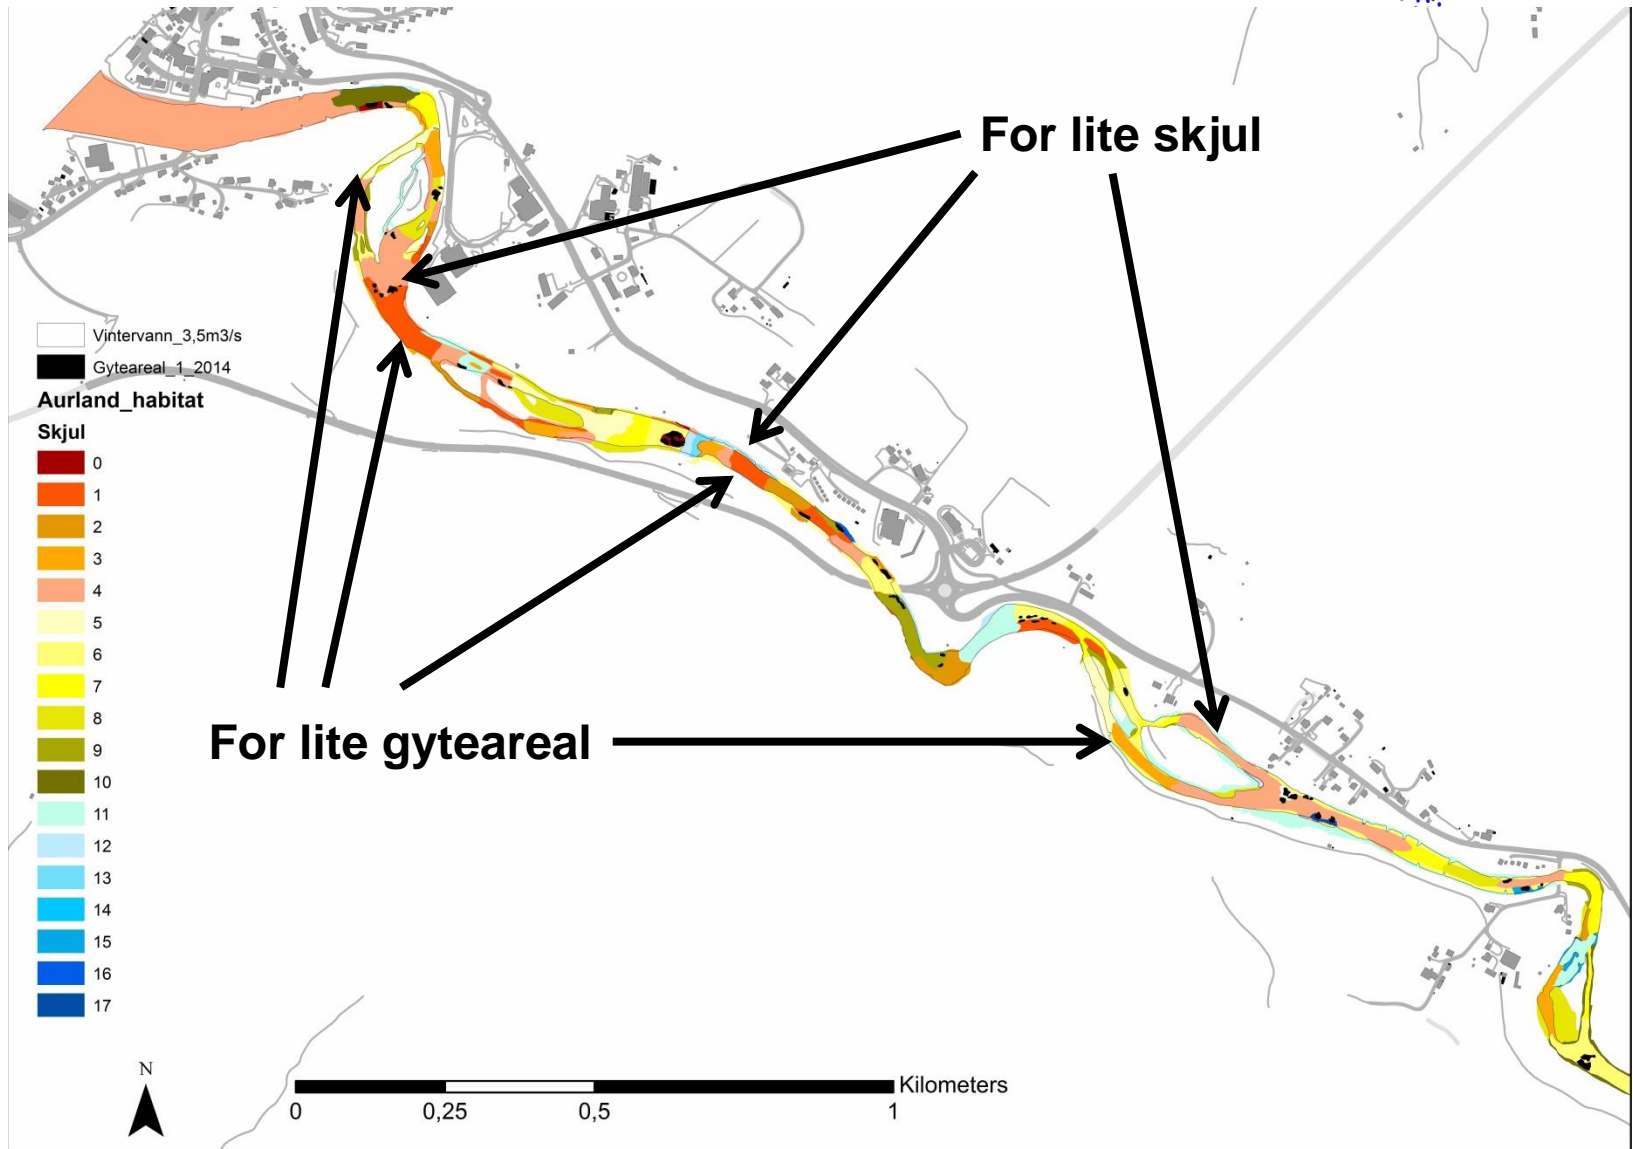 For lite skjul
Vintervann_3,5m3/s
Gyteareal_1_2014
Aurland_habitat
Skjul
0
1
2
3
4
5
6
7
8
9
10
11
12
13
14
15
16
17
For lite gyteareal
N
Kilometers
0 0,25 0,5 1